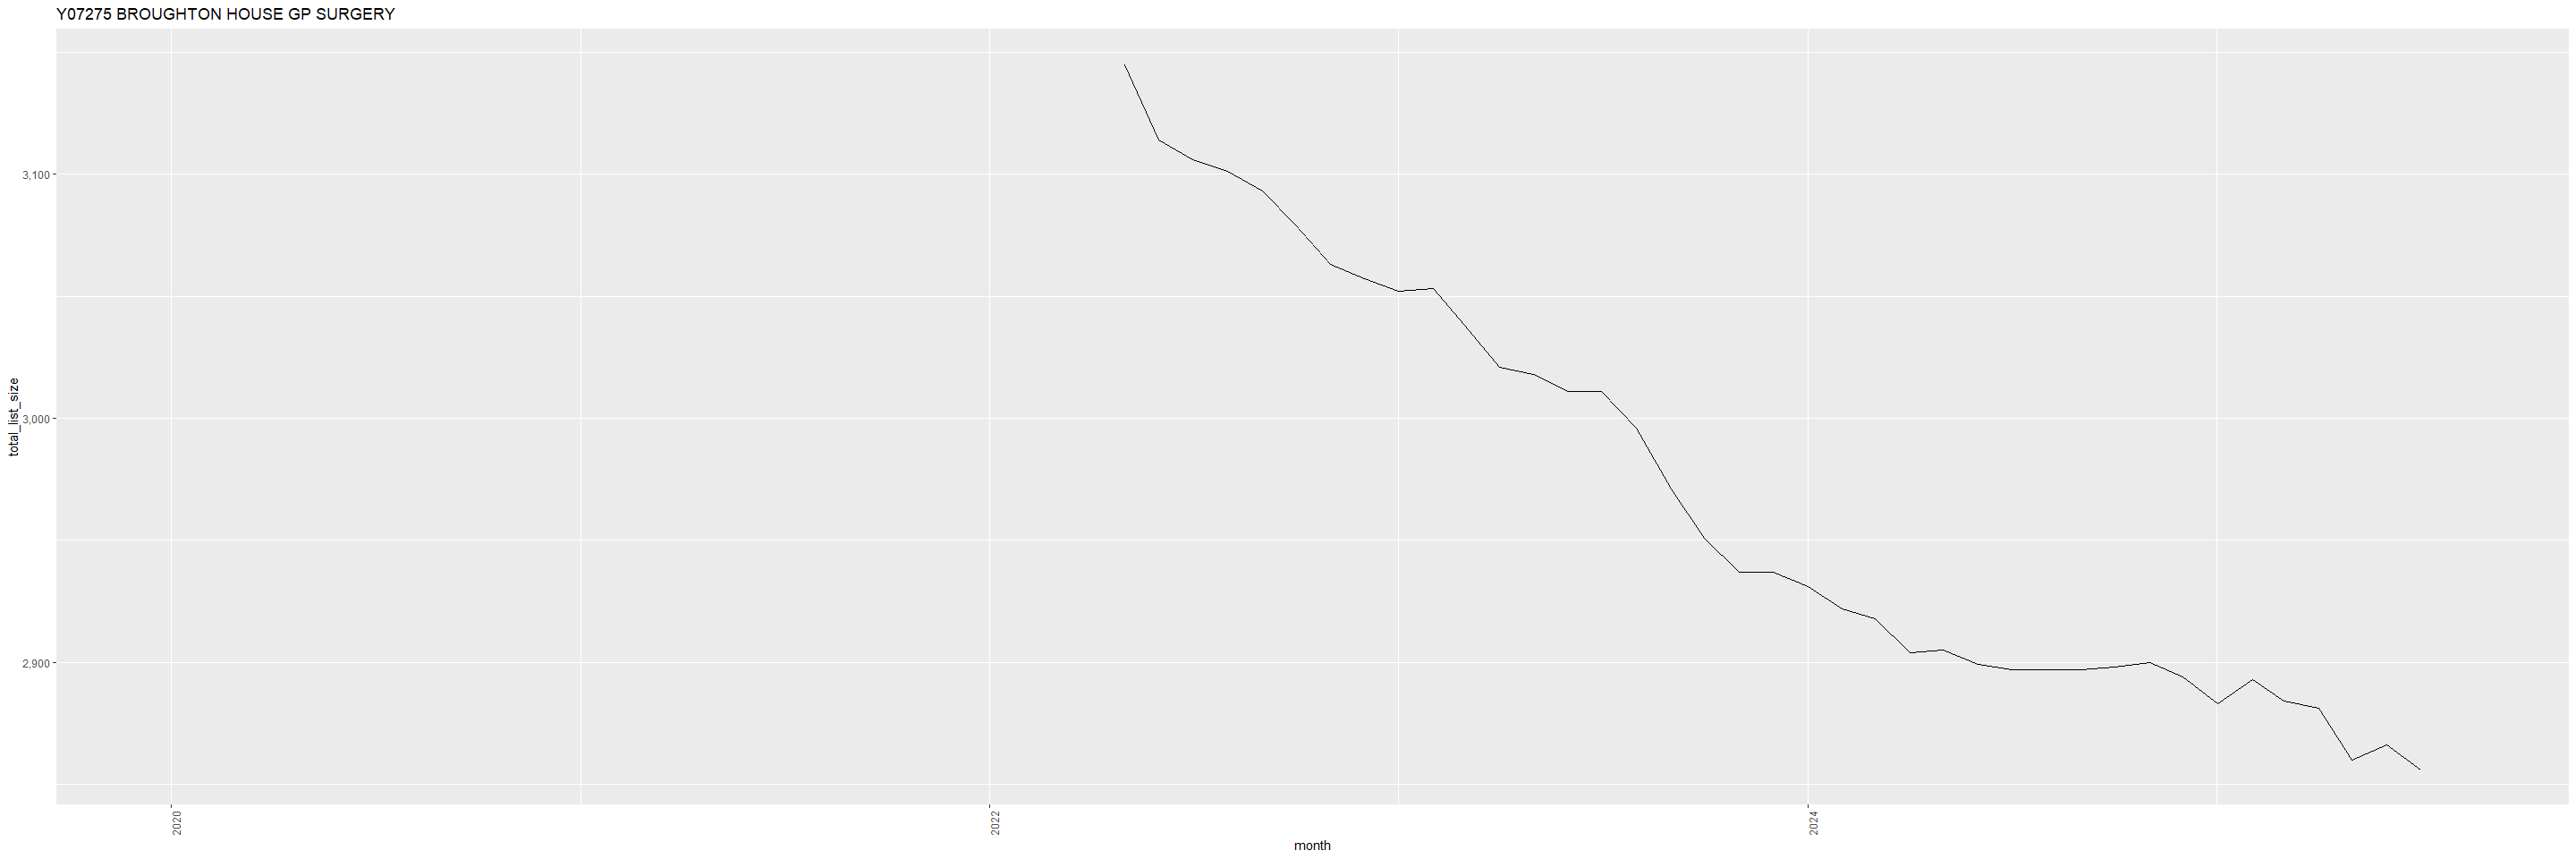 Y07275 BROUGHTON HOUSE GP SURGERY
total_list_size
3,100
3,000
2,900
2020
2022
2024
month